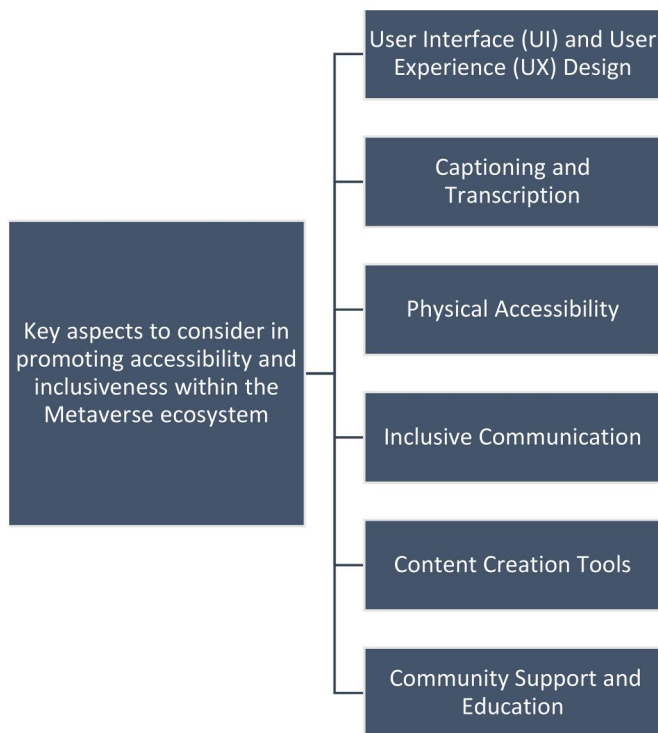 Key aspects to consider in
promoting accessibility and
inclusiveness within the
Metaverse ecosystem
User Interface (UI) and User
Experience (UX) Design
Captioning and
Transcription
Physical Accessibility
Inclusive Communication
Content Creation Tools
Community Support and
Education